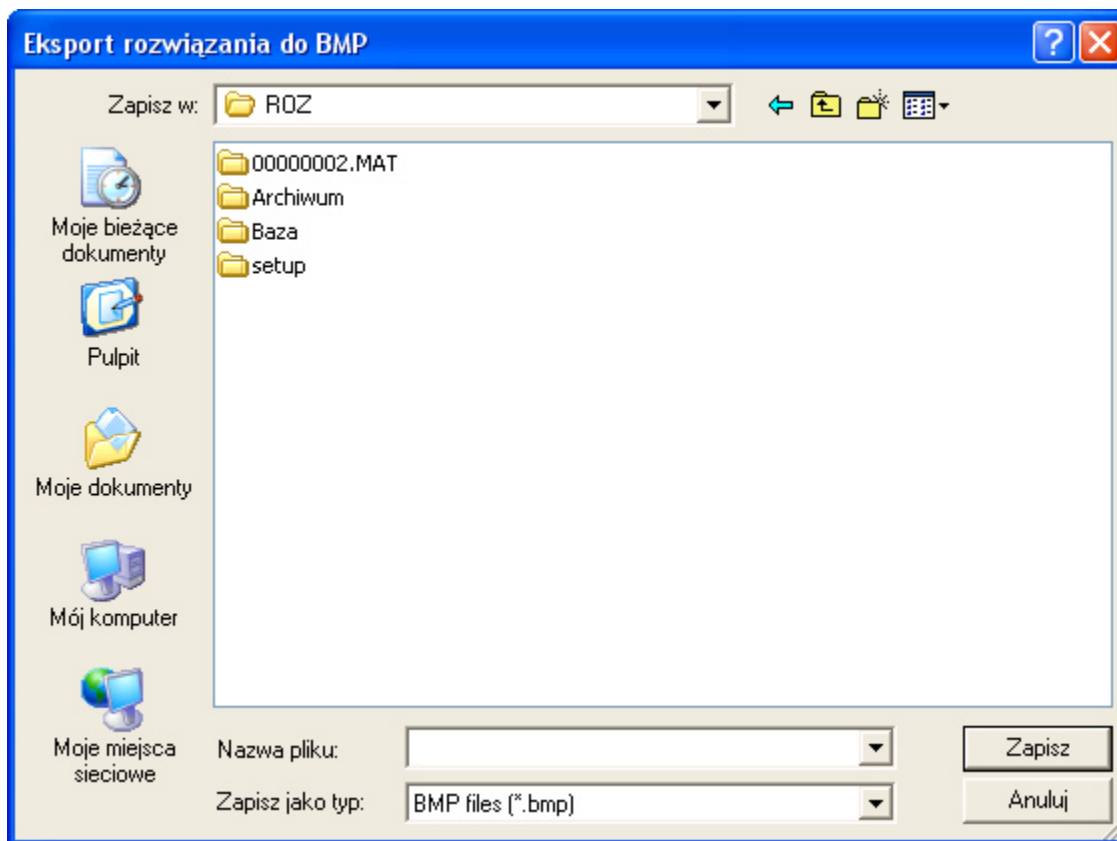 Eksport rozwiązania do BMP
Zapisz w:
ROZ
00000002.MAT
Archiwum
Baza
setup
Moje bieżące
dokumenty
Pulpit
Moje dokumenty
Mój komputer
Moje miejsca
sieciowe
Nazwa pliku:
Zapisz
Zapisz jako typ:
BMP files (*.bmp)
Anuluj